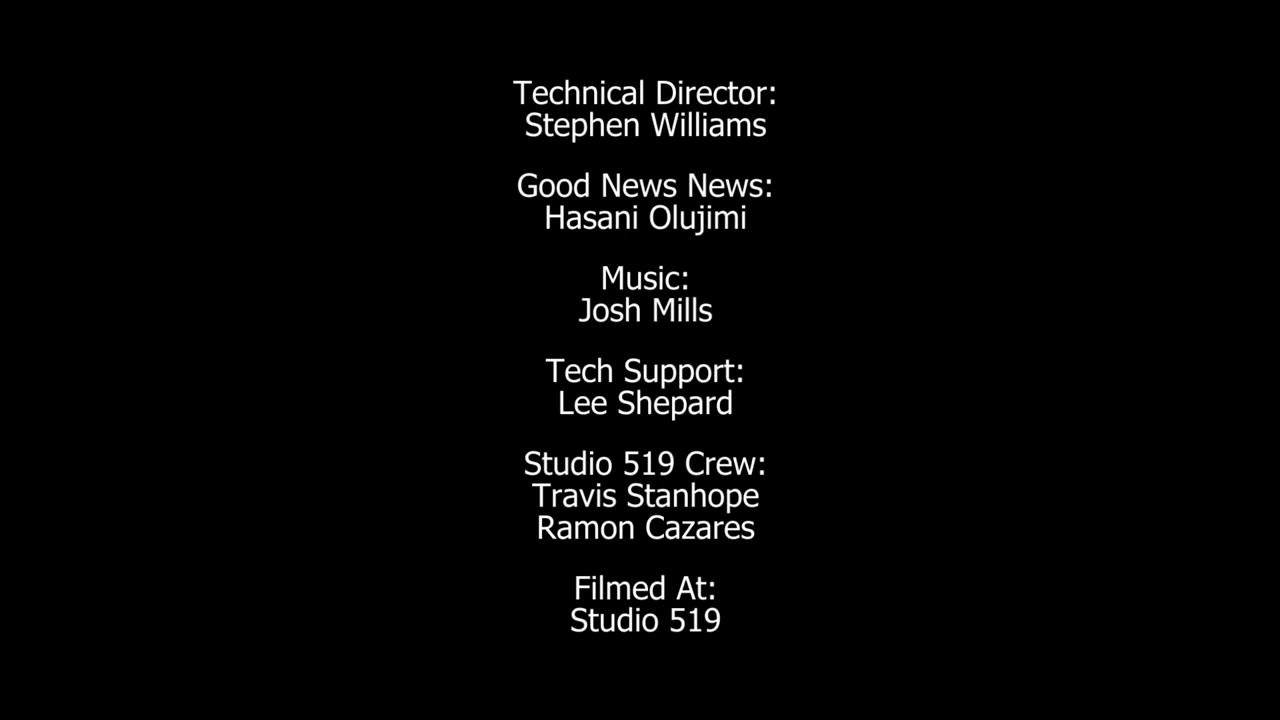 Technical Director:
Stephen Williams
Good News News:
Hasani Olujimi
Music:
Josh Mills
Tech Support:
Lee Shepard
Studio 519 Crew:
Travis Stanhope
Ramon Cazares
Filmed At:
Studio 519